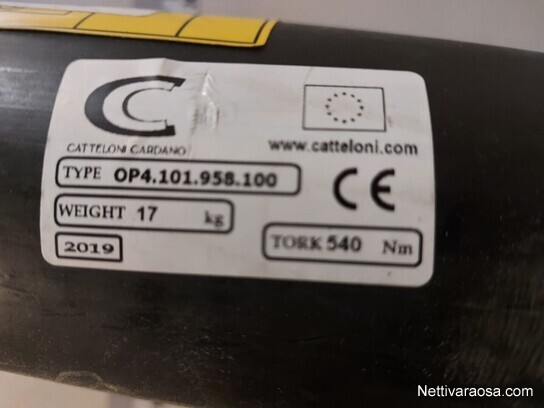 CC
CATTELONI CARDANO
www.catteloni.com
TYPE OP4.101.958.100
CE
WEIGHT 17 kg
2019
TORK 540 Nm
Nettivaraosa.com